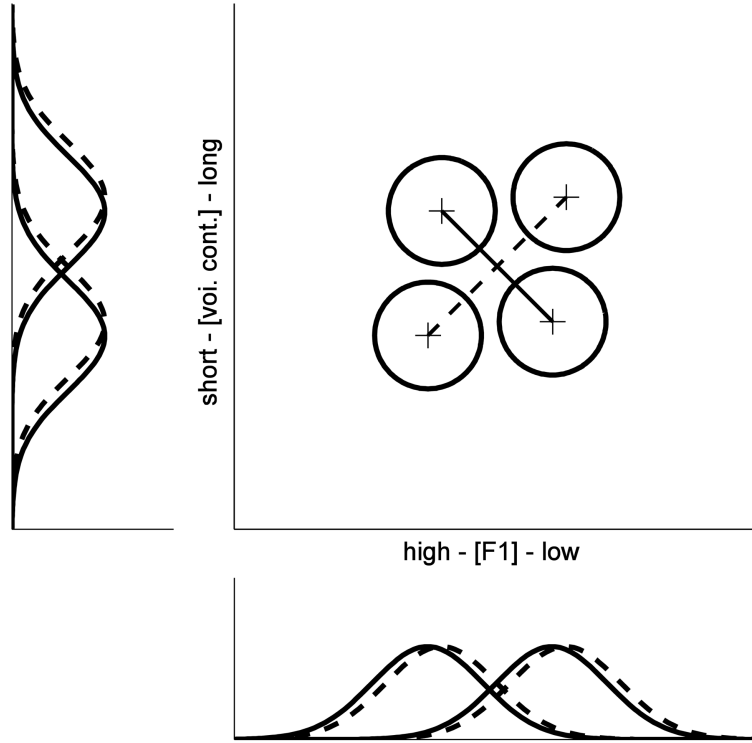 short - [voi. cont.] - long
high - [F1] - low